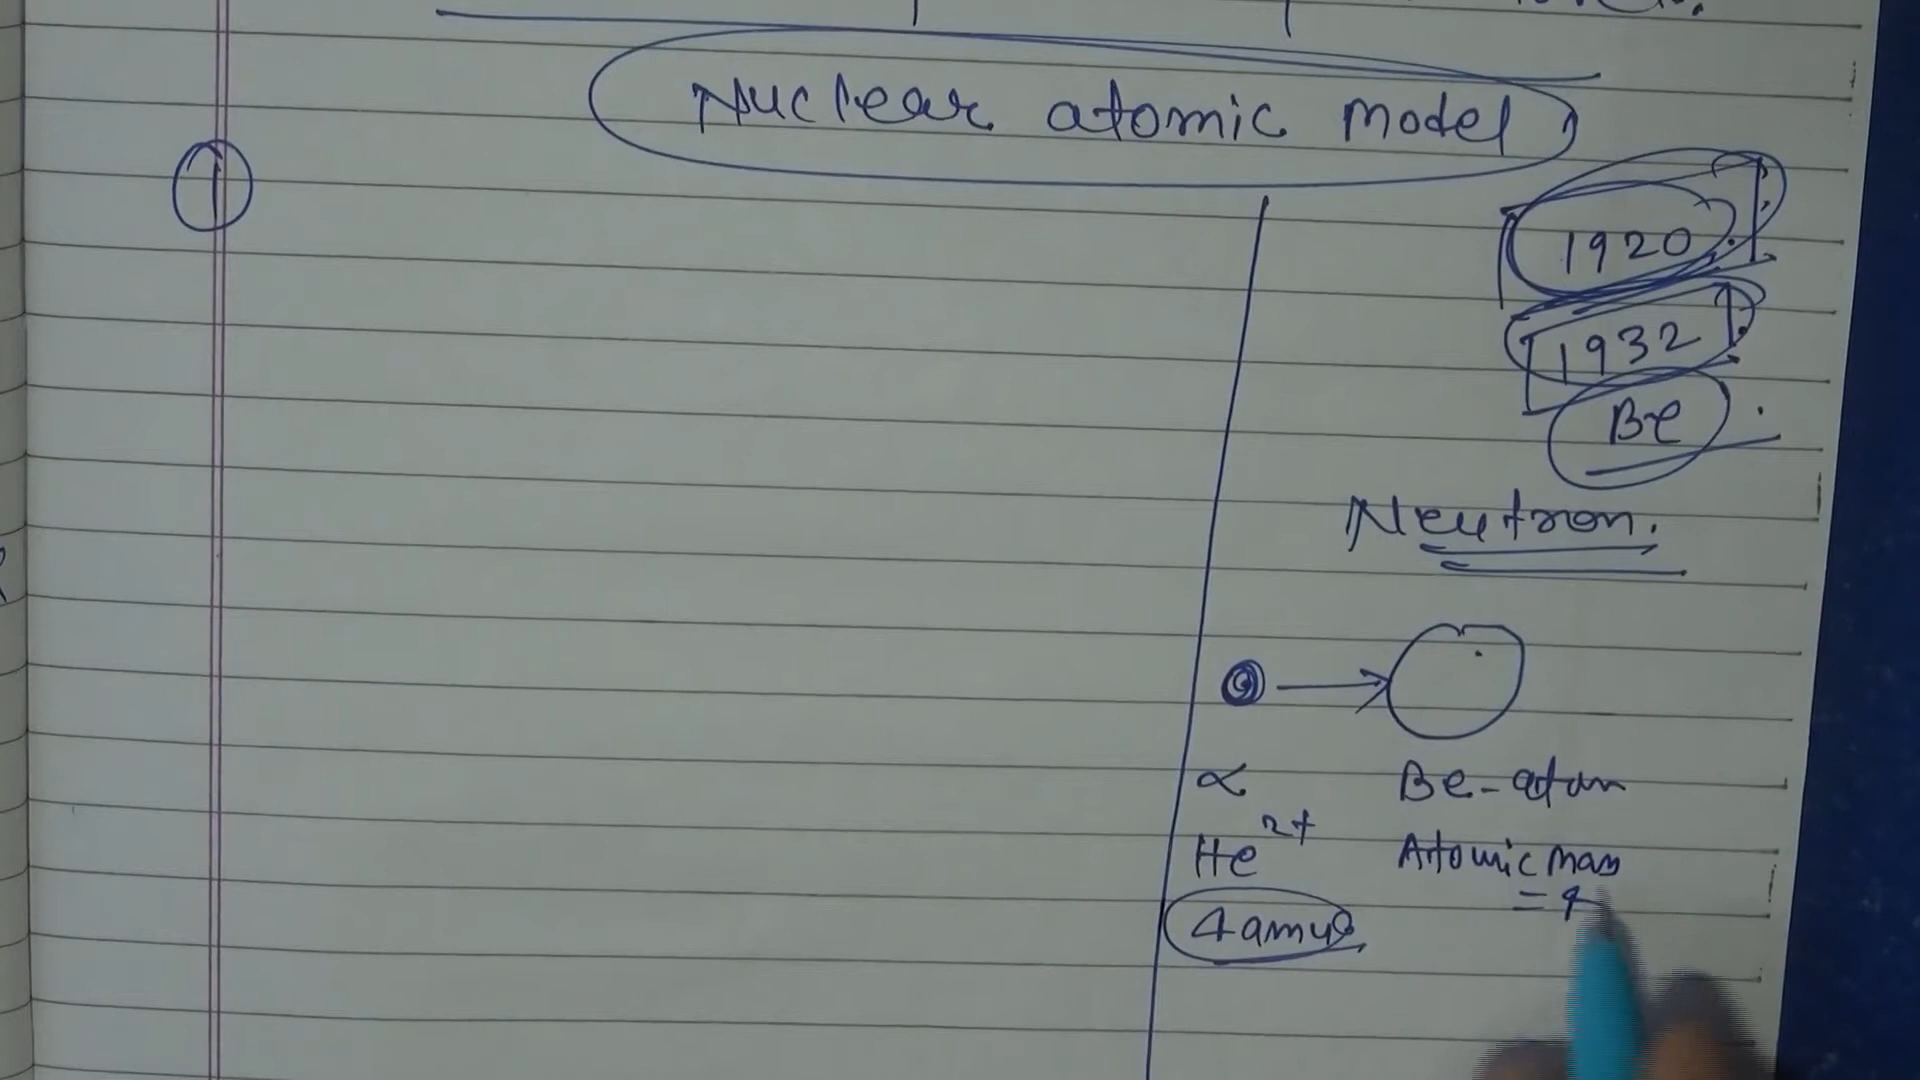 Nuclear atomic model
1
1920
1932
Be
Neutron.
α Be-atom
He2+ Atomic mass
= 9
4amu